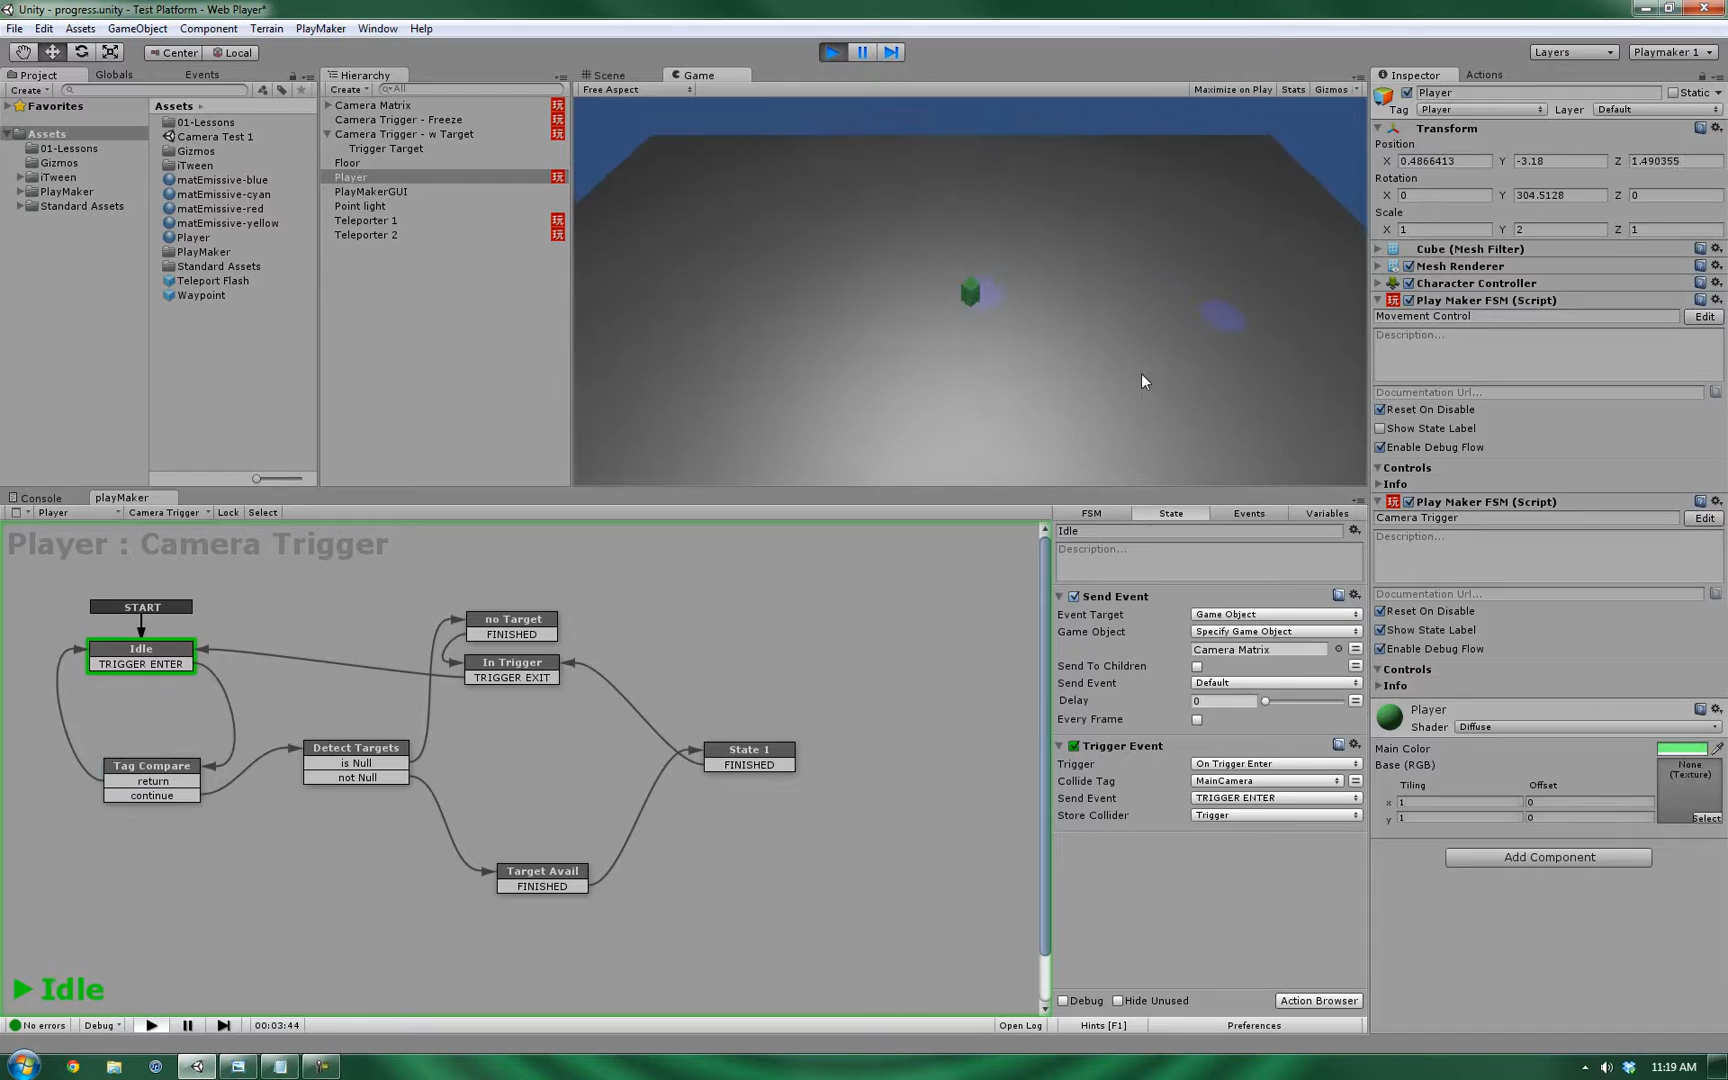 Unity - progress.unity - Test Platform - Web Player*
File Edit Assets GameObject Component Terrain PlayMaker Window Help
Center Local
Layers
Playmaker 1
Project
Globals
Events
Create
Favorites
Assets
01-Lessons
Gizmos
iTween
PlayMaker
Standard Assets
Assets
01-Lessons
Camera Test 1
Gizmos
iTween
matEmissive-blue
matEmissive-cyan
matEmissive-red
matEmissive-yellow
Player
PlayMaker
Standard Assets
Teleport Flash
Waypoint
Hierarchy
Create
All
Camera Matrix
Camera Trigger - Freeze
Camera Trigger - w Target
Trigger Target
Floor
Player
PlayMakerGUI
Point light
Teleporter 1
Teleporter 2
玩
玩
玩
玩
玩
玩
Scene
Game
Free Aspect
Maximize on Play Stats Gizmos
Inspector
Actions
Player
Static
Tag Player
Layer Default
Transform
Position
X 0.4866413 Y -3.18 Z 1.490355
Rotation
X 0 Y 304.5128 Z 0
Scale
X 1 Y 2 Z 1
Cube (Mesh Filter)
Mesh Renderer
Character Controller
玩 Play Maker FSM (Script)
Movement Control Edit
Description...
Documentation Url...
Reset On Disable
Show State Label
Enable Debug Flow
Controls
Info
玩 Play Maker FSM (Script)
Camera Trigger Edit
Description...
Documentation Url...
Reset On Disable
Show State Label
Enable Debug Flow
Controls
Info
Player
Shader Diffuse
Main Color
Base (RGB)
Tiling Offset
x 1 0
y 1 0
None
(Texture)
Select
Add Component
Console
playMaker
Player Camera Trigger Lock Select
Player : Camera Trigger
START
Idle
TRIGGER ENTER
Tag Compare
return
continue
Detect Targets
is Null
not Null
no Target
FINISHED
In Trigger
TRIGGER EXIT
State 1
FINISHED
Target Avail
FINISHED
Idle
FSM State Events Variables
Idle
Description...
Send Event
Event Target Game Object
Game Object Specify Game Object
Camera Matrix
Send To Children
Send Event Default
Delay 0
Every Frame
Trigger Event
Trigger On Trigger Enter
Collide Tag MainCamera
Send Event TRIGGER ENTER
Store Collider Trigger
Debug Hide Unused Action Browser
No errors Debug 00:03:44 Open Log Hints [F1] Preferences
11:19 AM